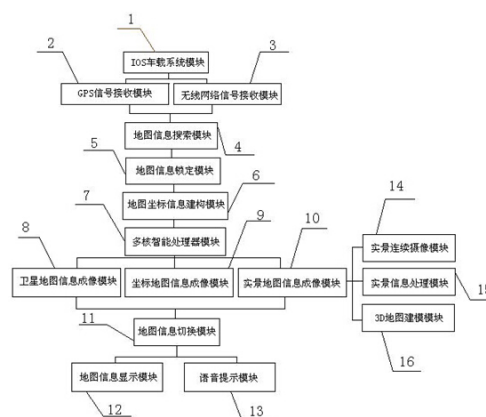 1
IOS车载系统模块
2
3
GPS信号接收模块
无线网络信号接收模块
地图信息搜索模块
4
5
地图信息锁定模块
6
地图坐标信息建构模块
7
多核智能处理器模块
8
9
10
14
卫星地图信息成像模块
坐标地图信息成像模块
实景地图信息成像模块
实景连续摄像模块
实景信息处理模块
15
3D地图建模模块
16
11
地图信息切换模块
地图信息显示模块
语音提示模块
12
13